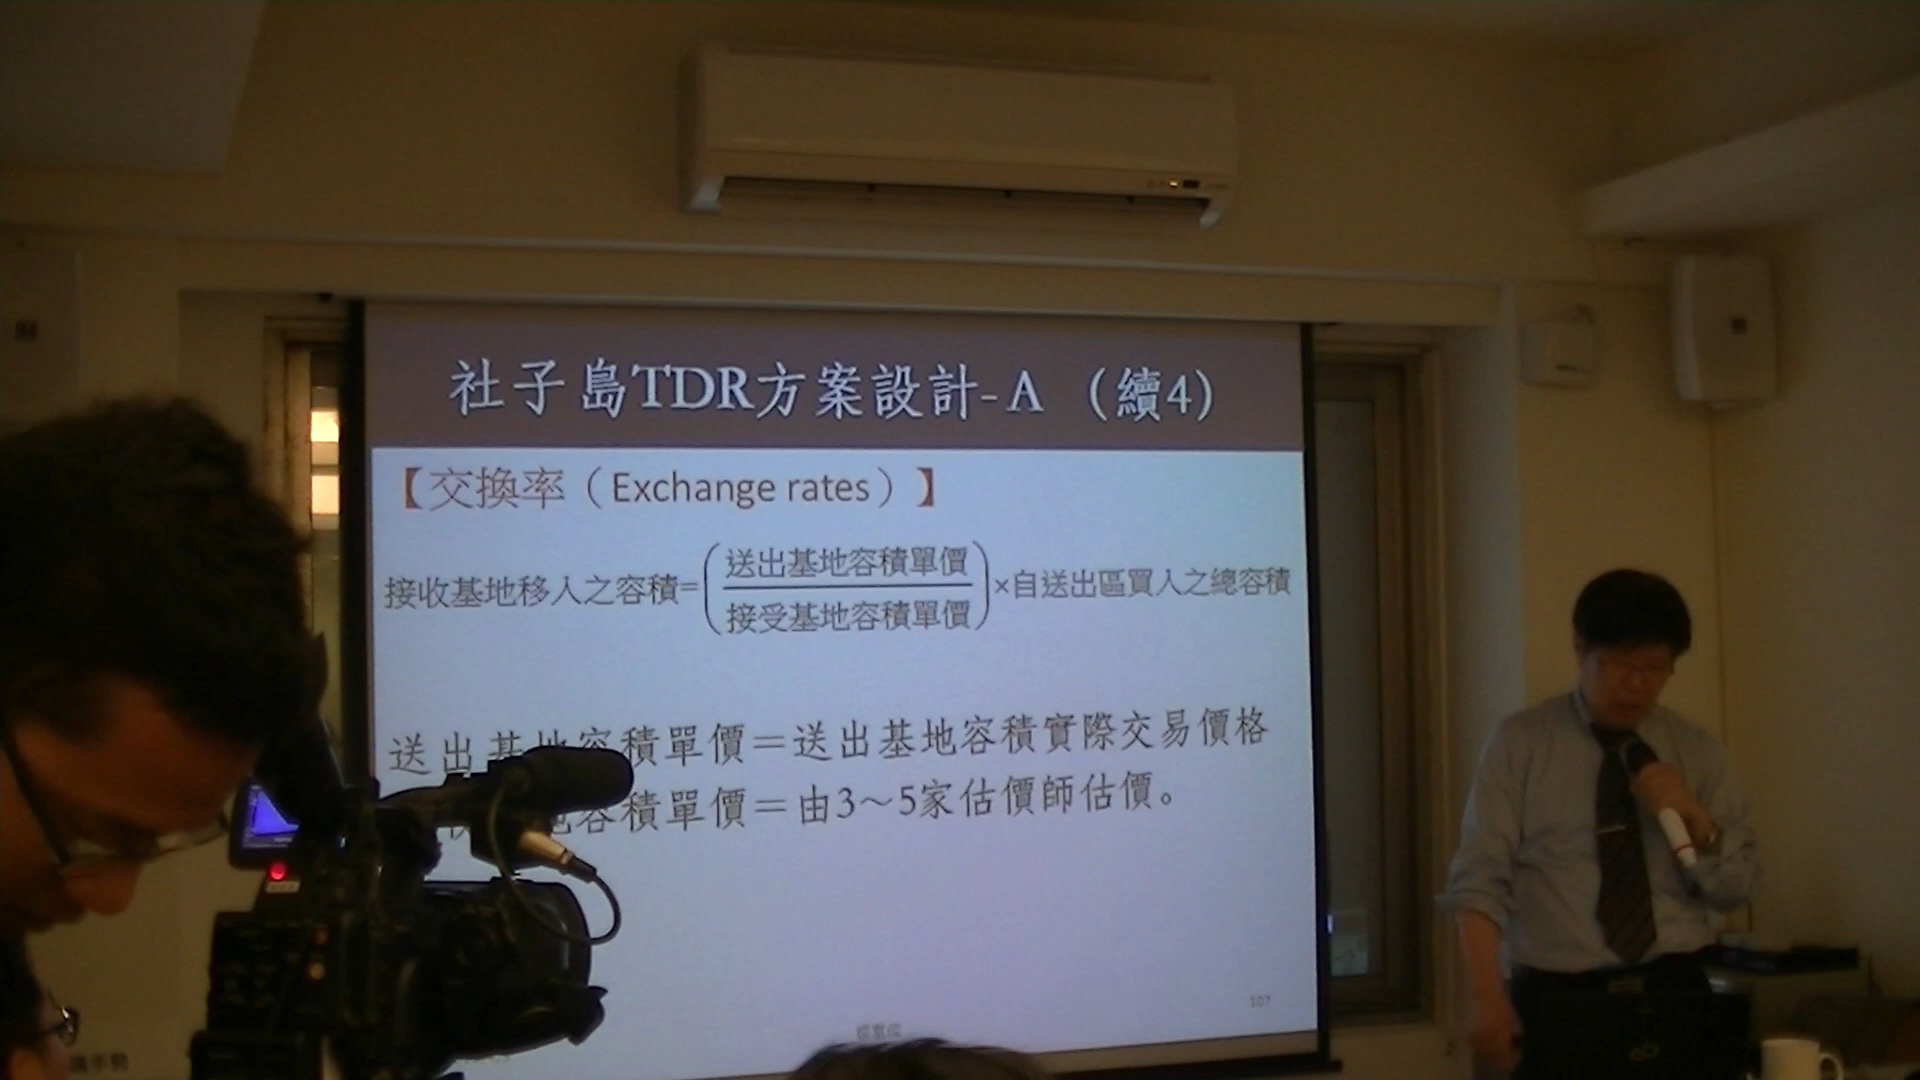 社子島TDR方案設計-A （續4）
【交換率（Exchange rates）】
接收基地移入之容積=(送出基地容積單價/接受基地容積單價)×自送出區買入之總容積
送出基地容積單價＝送出基地容積實際交易價格
容積單價＝由3～5家估價師估價。
107